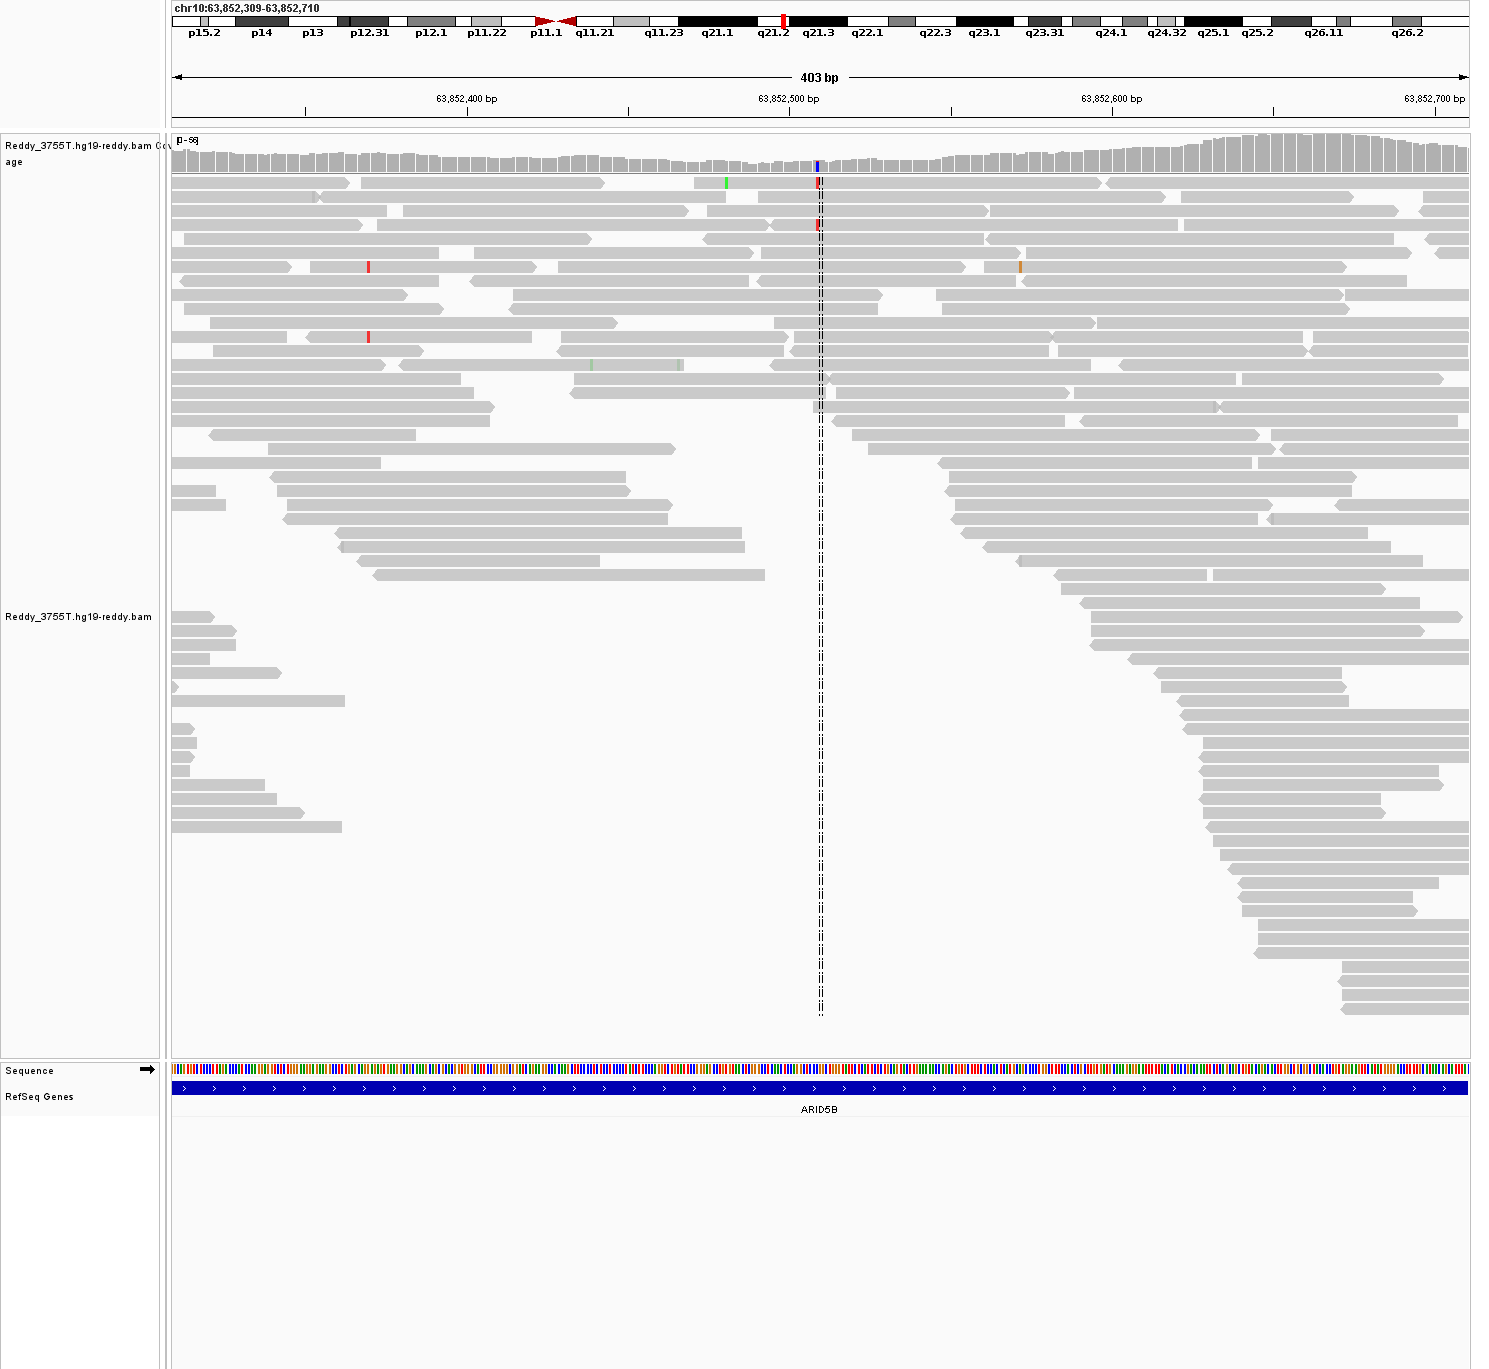 chr10:63,852,309-63,852,710
p15.2 p14 p13 p12.31 p12.1 p11.22 p11.1 q11.21 q11.23 q21.1 q21.2 q21.3 q22.1 q22.3 q23.1 q23.31 q24.1 q24.32 q25.1 q25.2 q26.11 q26.2
403 bp
63,852,400 bp 63,852,500 bp 63,852,600 bp 63,852,700 bp
[0-56]
Reddy_3755T.hg19-reddy.bam Cov
age
Reddy_3755T.hg19-reddy.bam
Sequence
RefSeq Genes
ARID5B